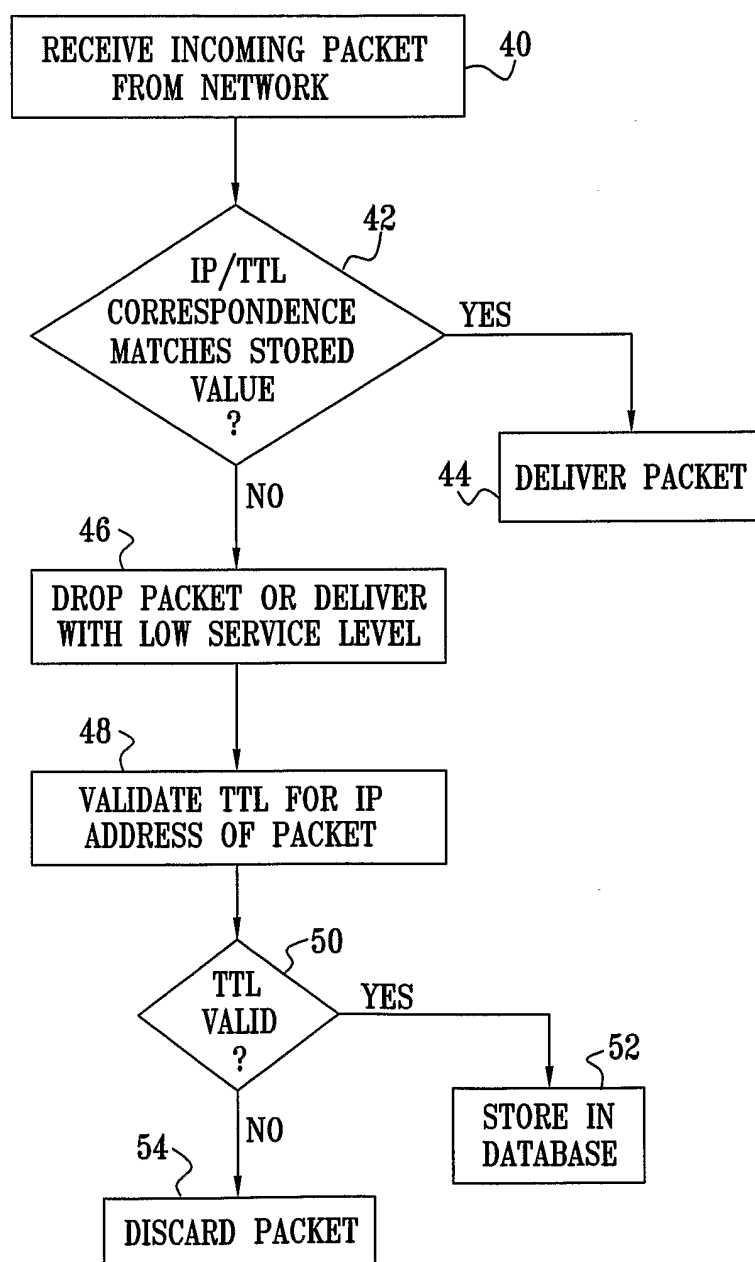 RECEIVE INCOMING PACKET
FROM NETWORK
40
42
IP/TTL
CORRESPONDENCE
MATCHES STORED
VALUE
?
YES
44
DELIVER PACKET
NO
46
DROP PACKET OR DELIVER
WITH LOW SERVICE LEVEL
48
VALIDATE TTL FOR IP
ADDRESS OF PACKET
50
TTL
VALID
?
YES
52
STORE IN
DATABASE
NO
54
DISCARD PACKET